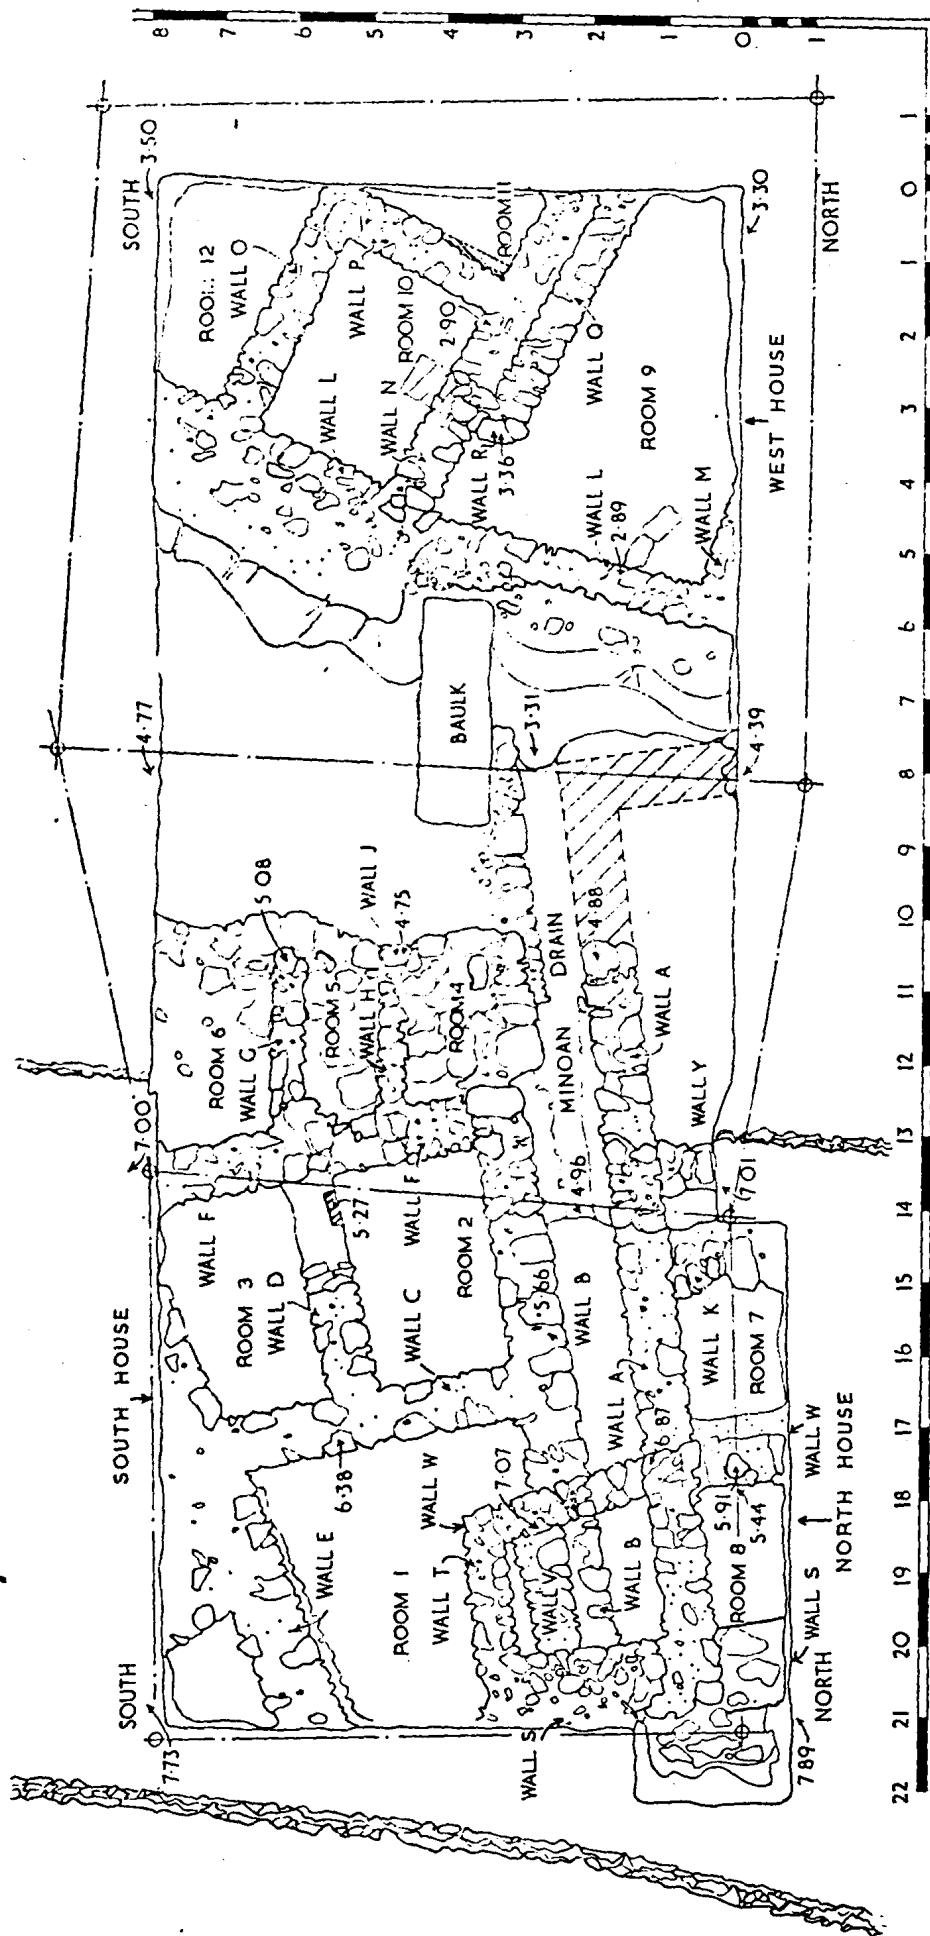 SOUTH
SOUTH HOUSE
SOUTH
7·73
7·00
4·77
3·50
WALL F
ROOM 3
WALL D
ROOM 6
WALL G
5 08
ROOM 12
WALL O
WALL E
6·38
5·27
ROOM 5
WALL H
WALL J
4·75
WALL L
WALL P
WALL C
WALL F
ROOM 2
ROOM 4
BAULK
WALL N
ROOM 10
2·90
ROOM 1
WALL T
WALL W
7·07
5·66
WALL B
4·96
MINOAN DRAIN
3·31
WALL R
3·36
ROOM 11
WALL Q
WALL S
WALL V
WALL B
WALL A
6·87
4·88
WALL A
WALL L
2·89
ROOM 9
WALL K
WALL Y
WALL M
ROOM 8
5·91
5·44
ROOM 7
7 01
4·39
3·30
7 89
NORTH
WALL S
NORTH HOUSE
WALL W
WEST HOUSE
NORTH
8
7
6
5
4
3
2
1
0
1
22 21 20 19 18 17 16 15 14 13 12 11 10 9 8 7 6 5 4 3 2 1 0 1